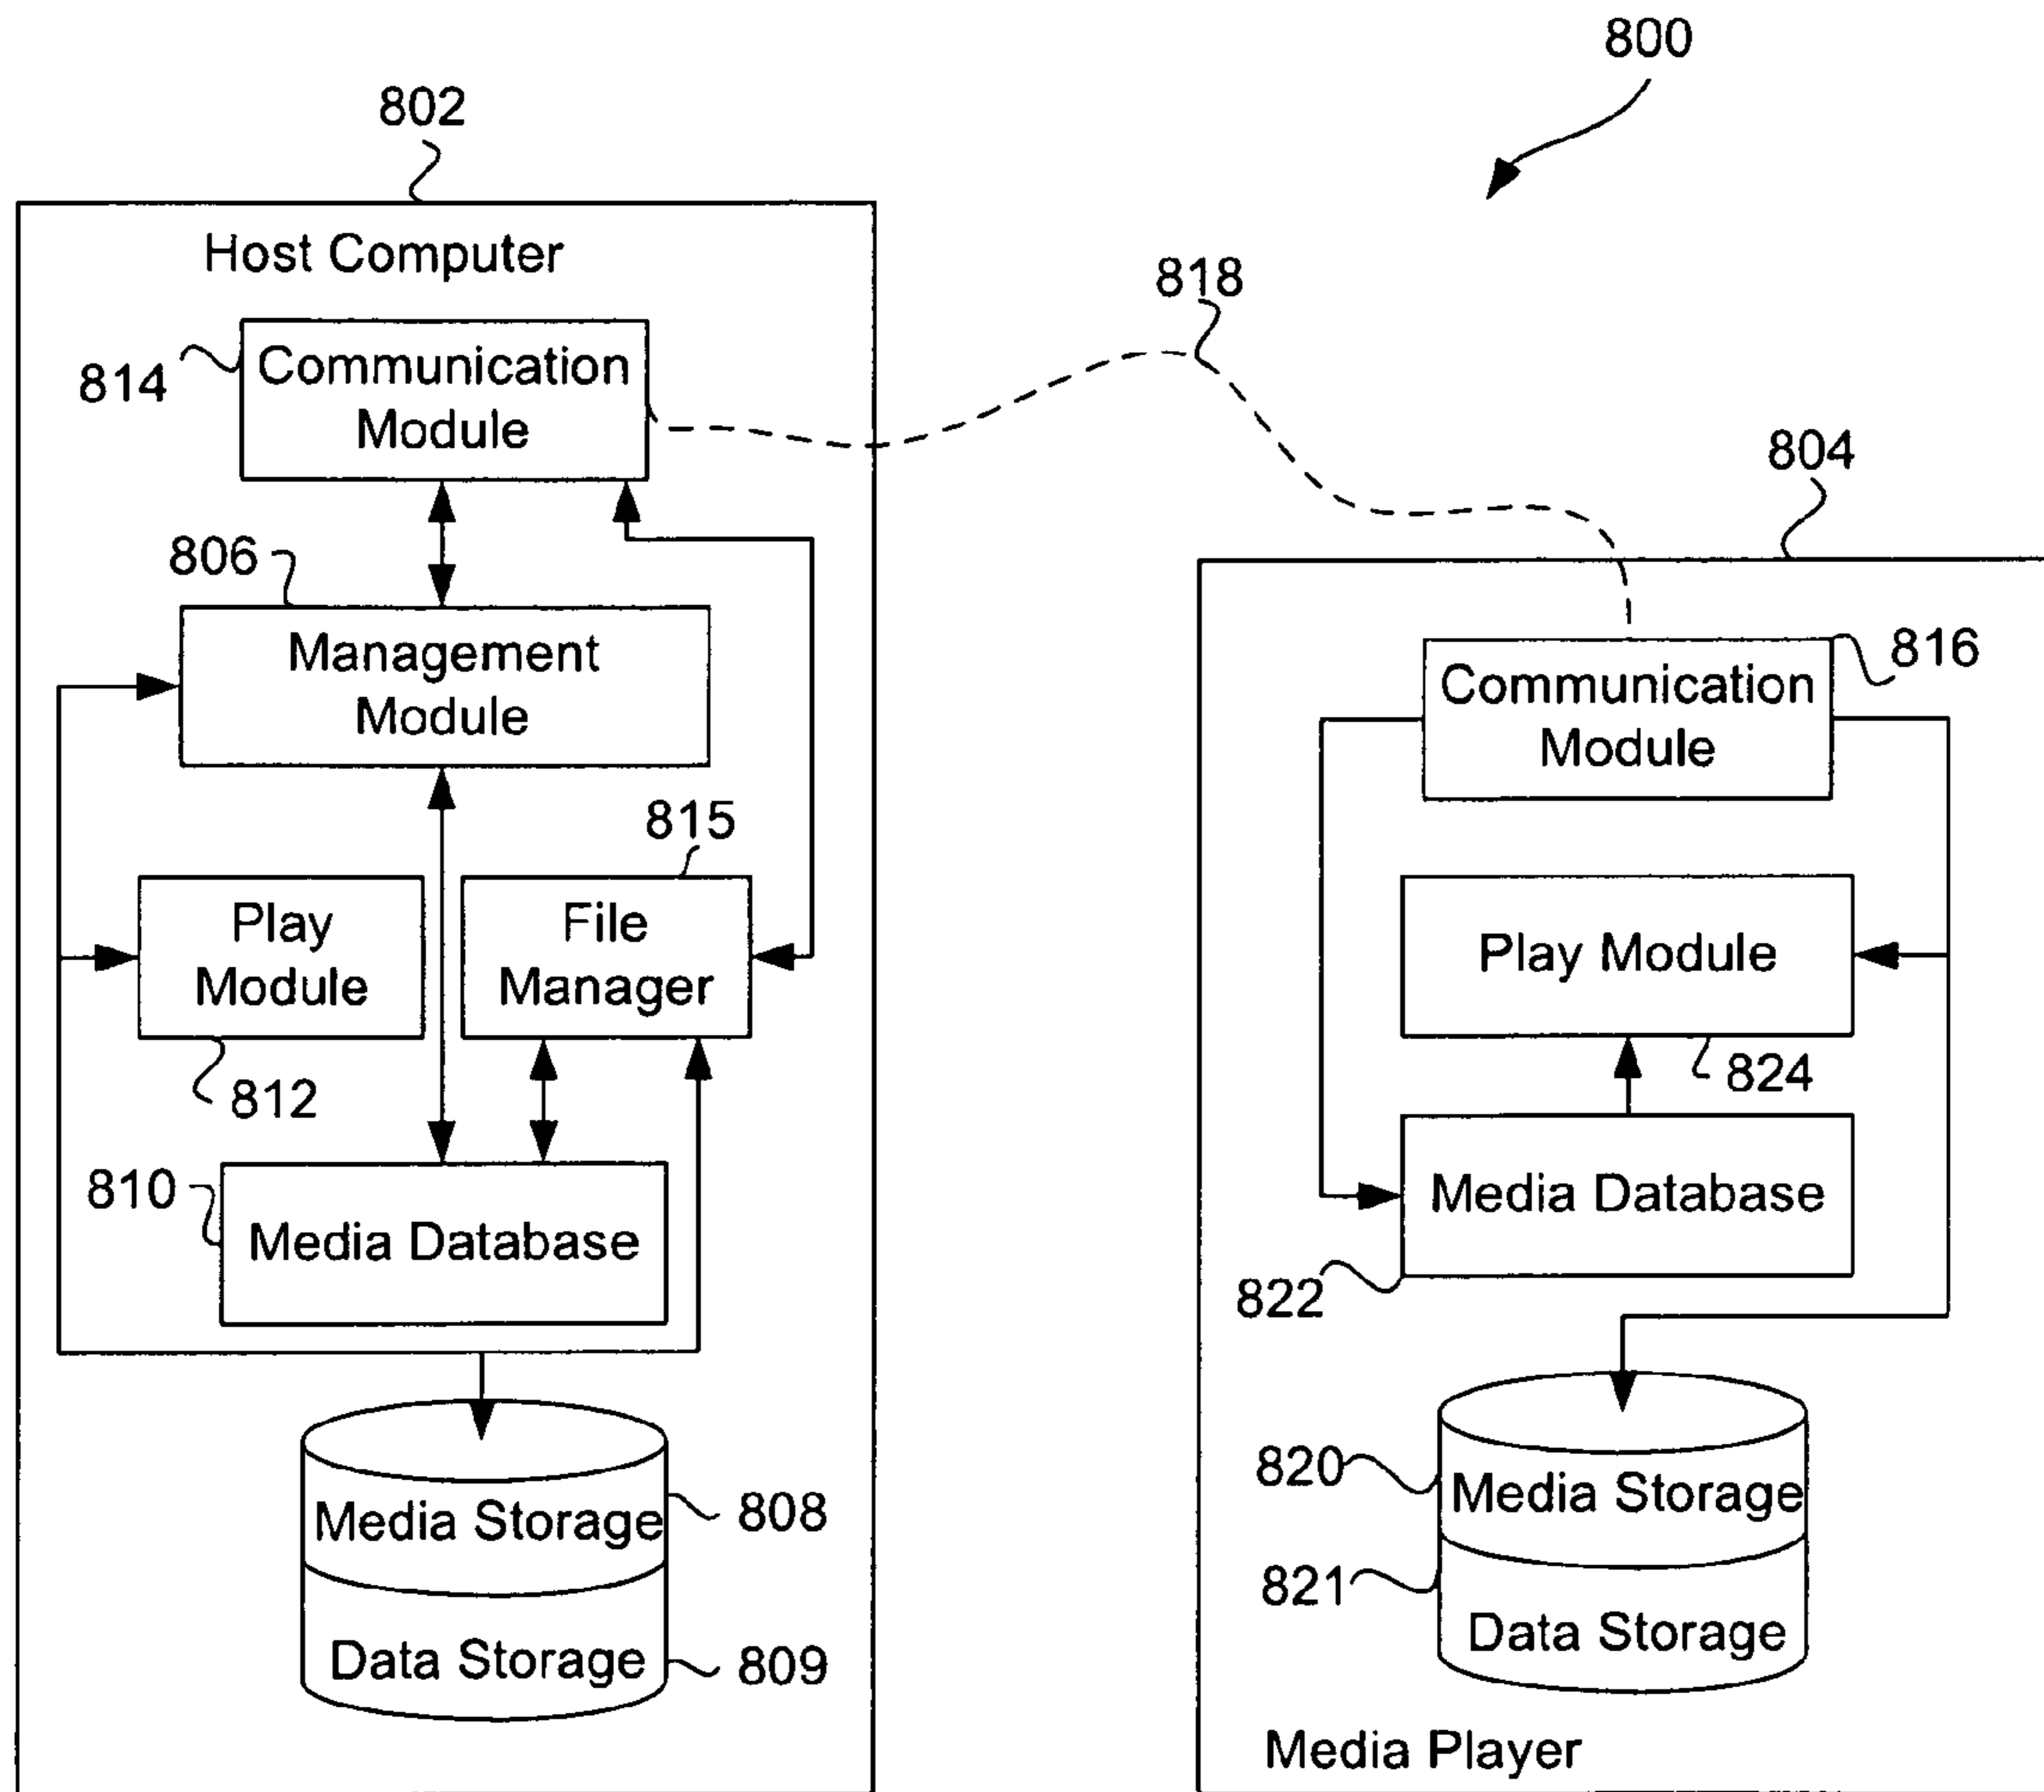 800
802
Host Computer
818
814
Communication
Module
804
806
Management
Module
816
Communication
Module
815
Play
Module
File
Manager
Play Module
812
824
810
Media Database
Media Database
822
Media Storage
808
820
Media Storage
821
Data Storage
809
Data Storage
Media Player